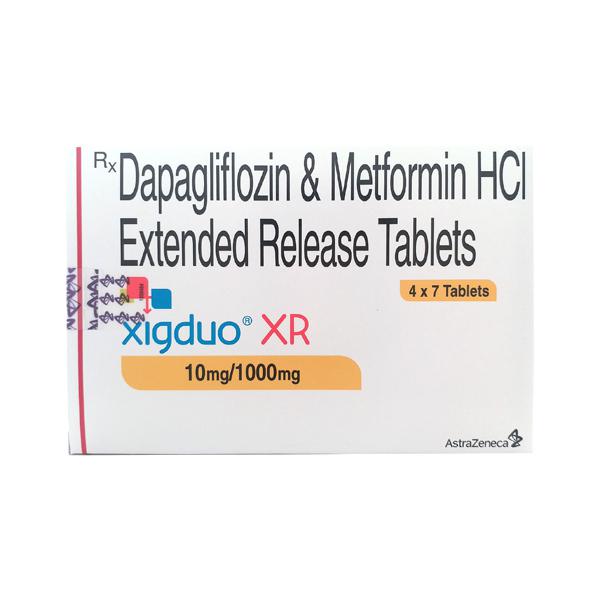 Rx Dapagliflozin & Metformin HCl
Extended Release Tablets
4 x 7 Tablets
xigduo® XR
10mg/1000mg
AstraZeneca